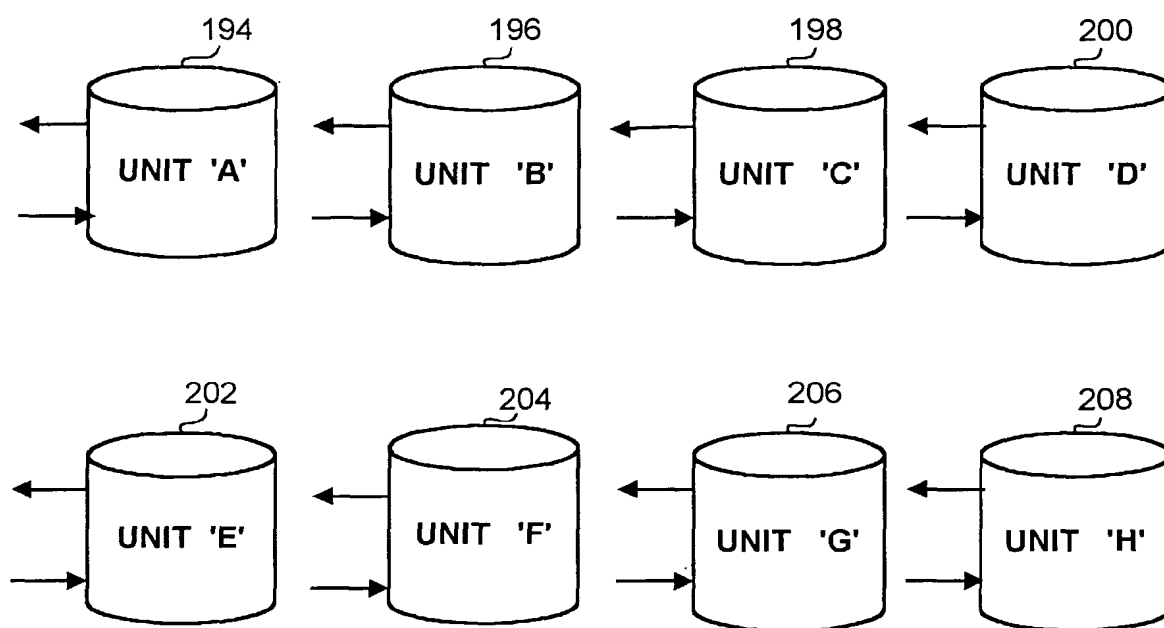 194 196 198 200
UNIT 'A' UNIT 'B' UNIT 'C' UNIT 'D'
202 204 206 208
UNIT 'E' UNIT 'F' UNIT 'G' UNIT 'H'